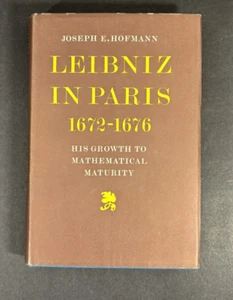 JOSEPH E. HOFMANN
LEIBNIZ
IN PARIS
1672-1676
HIS GROWTH TO
MATHEMATICAL
MATURITY